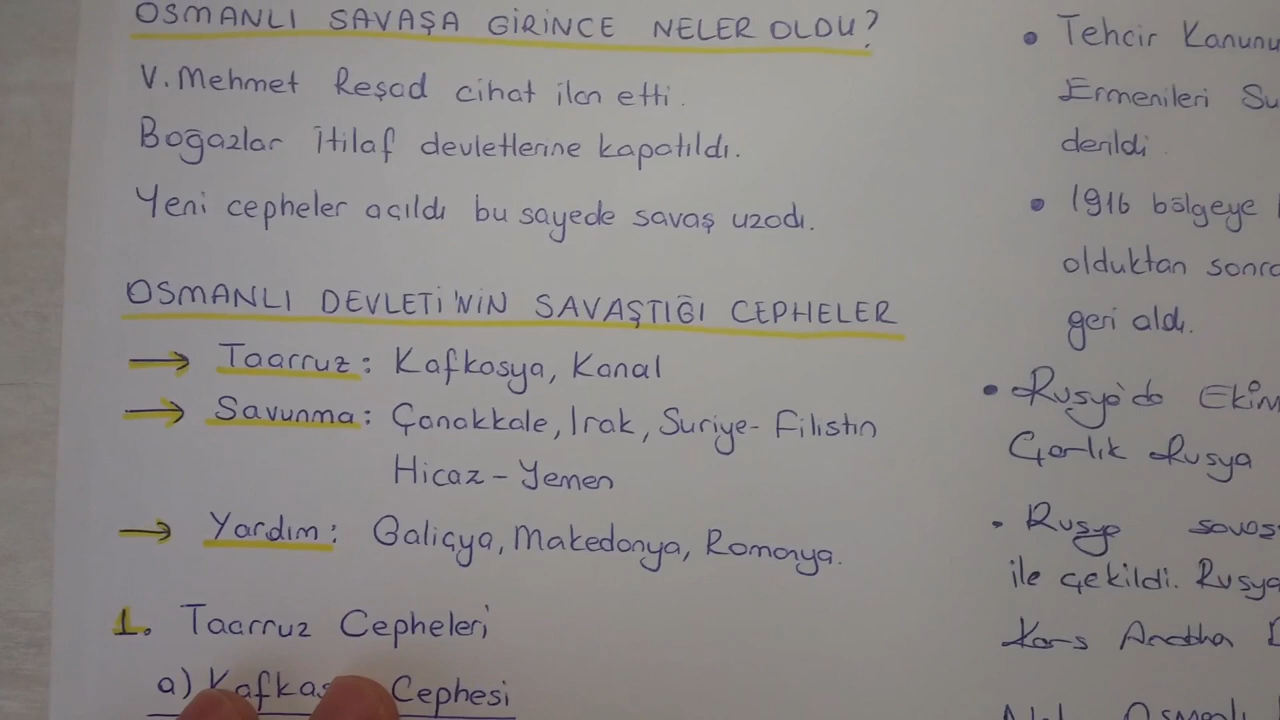 OSMANLI SAVAŞA GİRİNCE NELER OLDU?
V. Mehmet Reşad cihat ilan etti.
Boğazlar İtilaf devletlerine kapatıldı.
Yeni cepheler açıldı bu sayede savaş uzadı.
OSMANLI DEVLETİ'NİN SAVAŞTIĞI CEPHELER
→ Taarruz: Kafkasya, Kanal
→ Savunma: Çanakkale, Irak, Suriye-Filistin
Hicaz-Yemen
→ Yardım: Galiçya, Makedonya, Romanya.
1. Taarruz Cepheleri
a) Cephesi
• Tehcir Kanunu
Ermenileri
derildi
• 1916 bölgeye
olduktan sonra
geri aldı.
• Rusya'da
Çarlık Rusya
• Rusya savaş
ile çekildi. Rusya
Kars